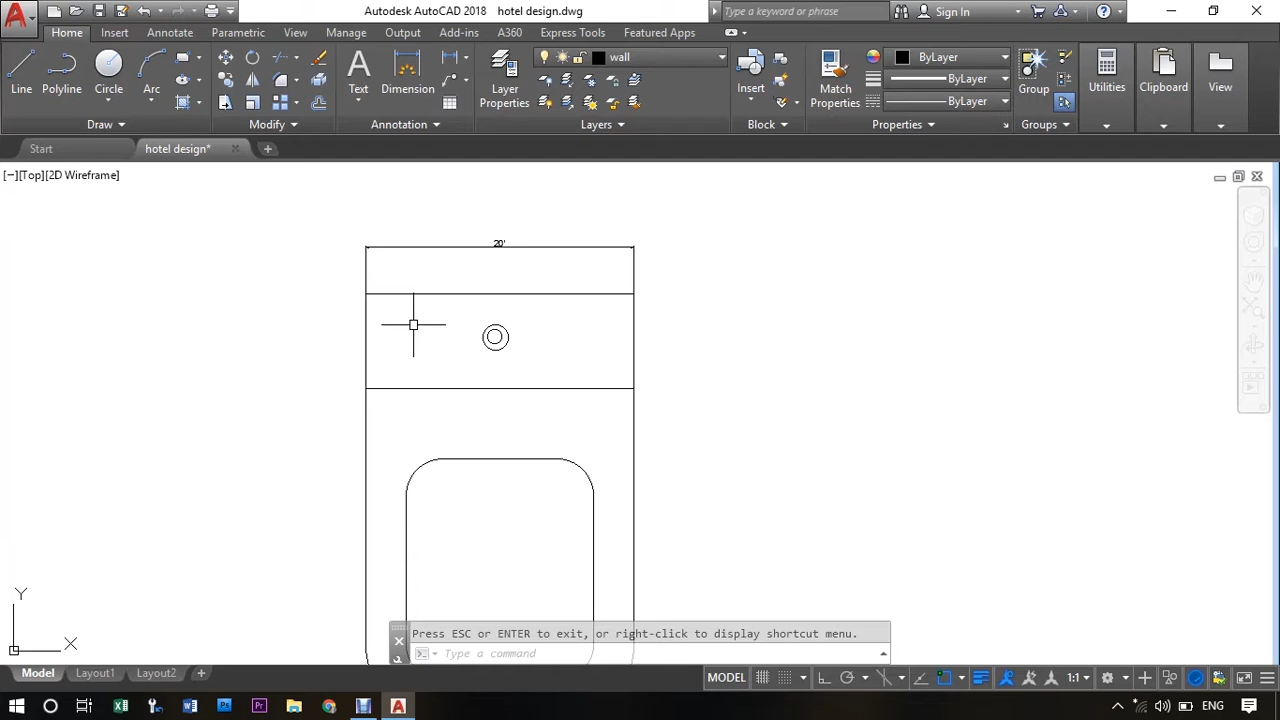 Autodesk AutoCAD 2018 hotel design.dwg
Type a keyword or phrase
Sign In
Home Insert Annotate Parametric View Manage Output Add-ins A360 Express Tools Featured Apps
Line Polyline Circle Arc
Draw
Modify
Text Dimension
Annotation
Layer Properties
wall
Layers
Insert
Block
Match Properties
ByLayer
ByLayer
ByLayer
Properties
Group
Groups
Utilities
Clipboard
View
Start
hotel design*
[−][Top][2D Wireframe]
20'
Y
X
Press ESC or ENTER to exit, or right-click to display shortcut menu.
Type a command
Model Layout1 Layout2
MODEL
1:1
ENG